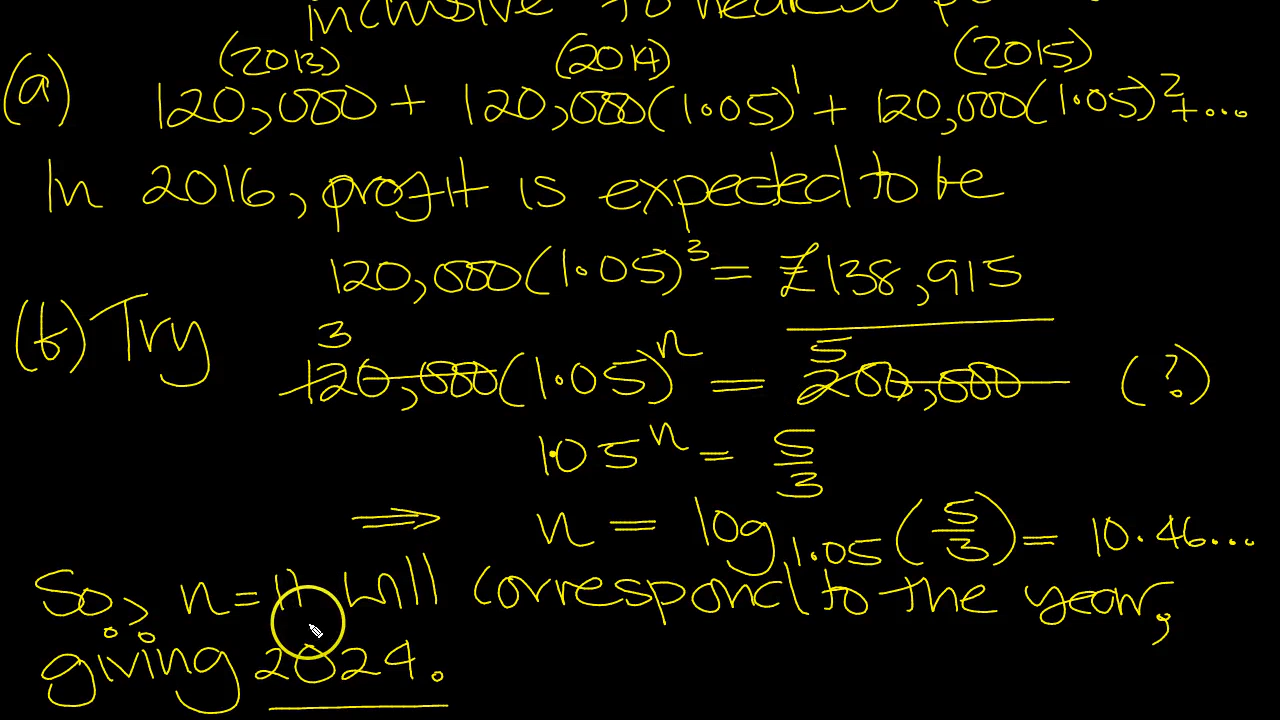 inclusive to nearest
(2013) (2014) (2015)
(a) 120,000 + 120,000(1.05)¹ + 120,000(1.05)²+...
In 2016, profit is expected to be
120,000(1.05)³ = £138,915
(b) Try 3 5
120,000(1.05)ⁿ = 200,000 (?)
1.05ⁿ = 5/3
⟹ n = log₁.₀₅(5/3) = 10.46...
So, n=11 will correspond to the year,
giving 2024.